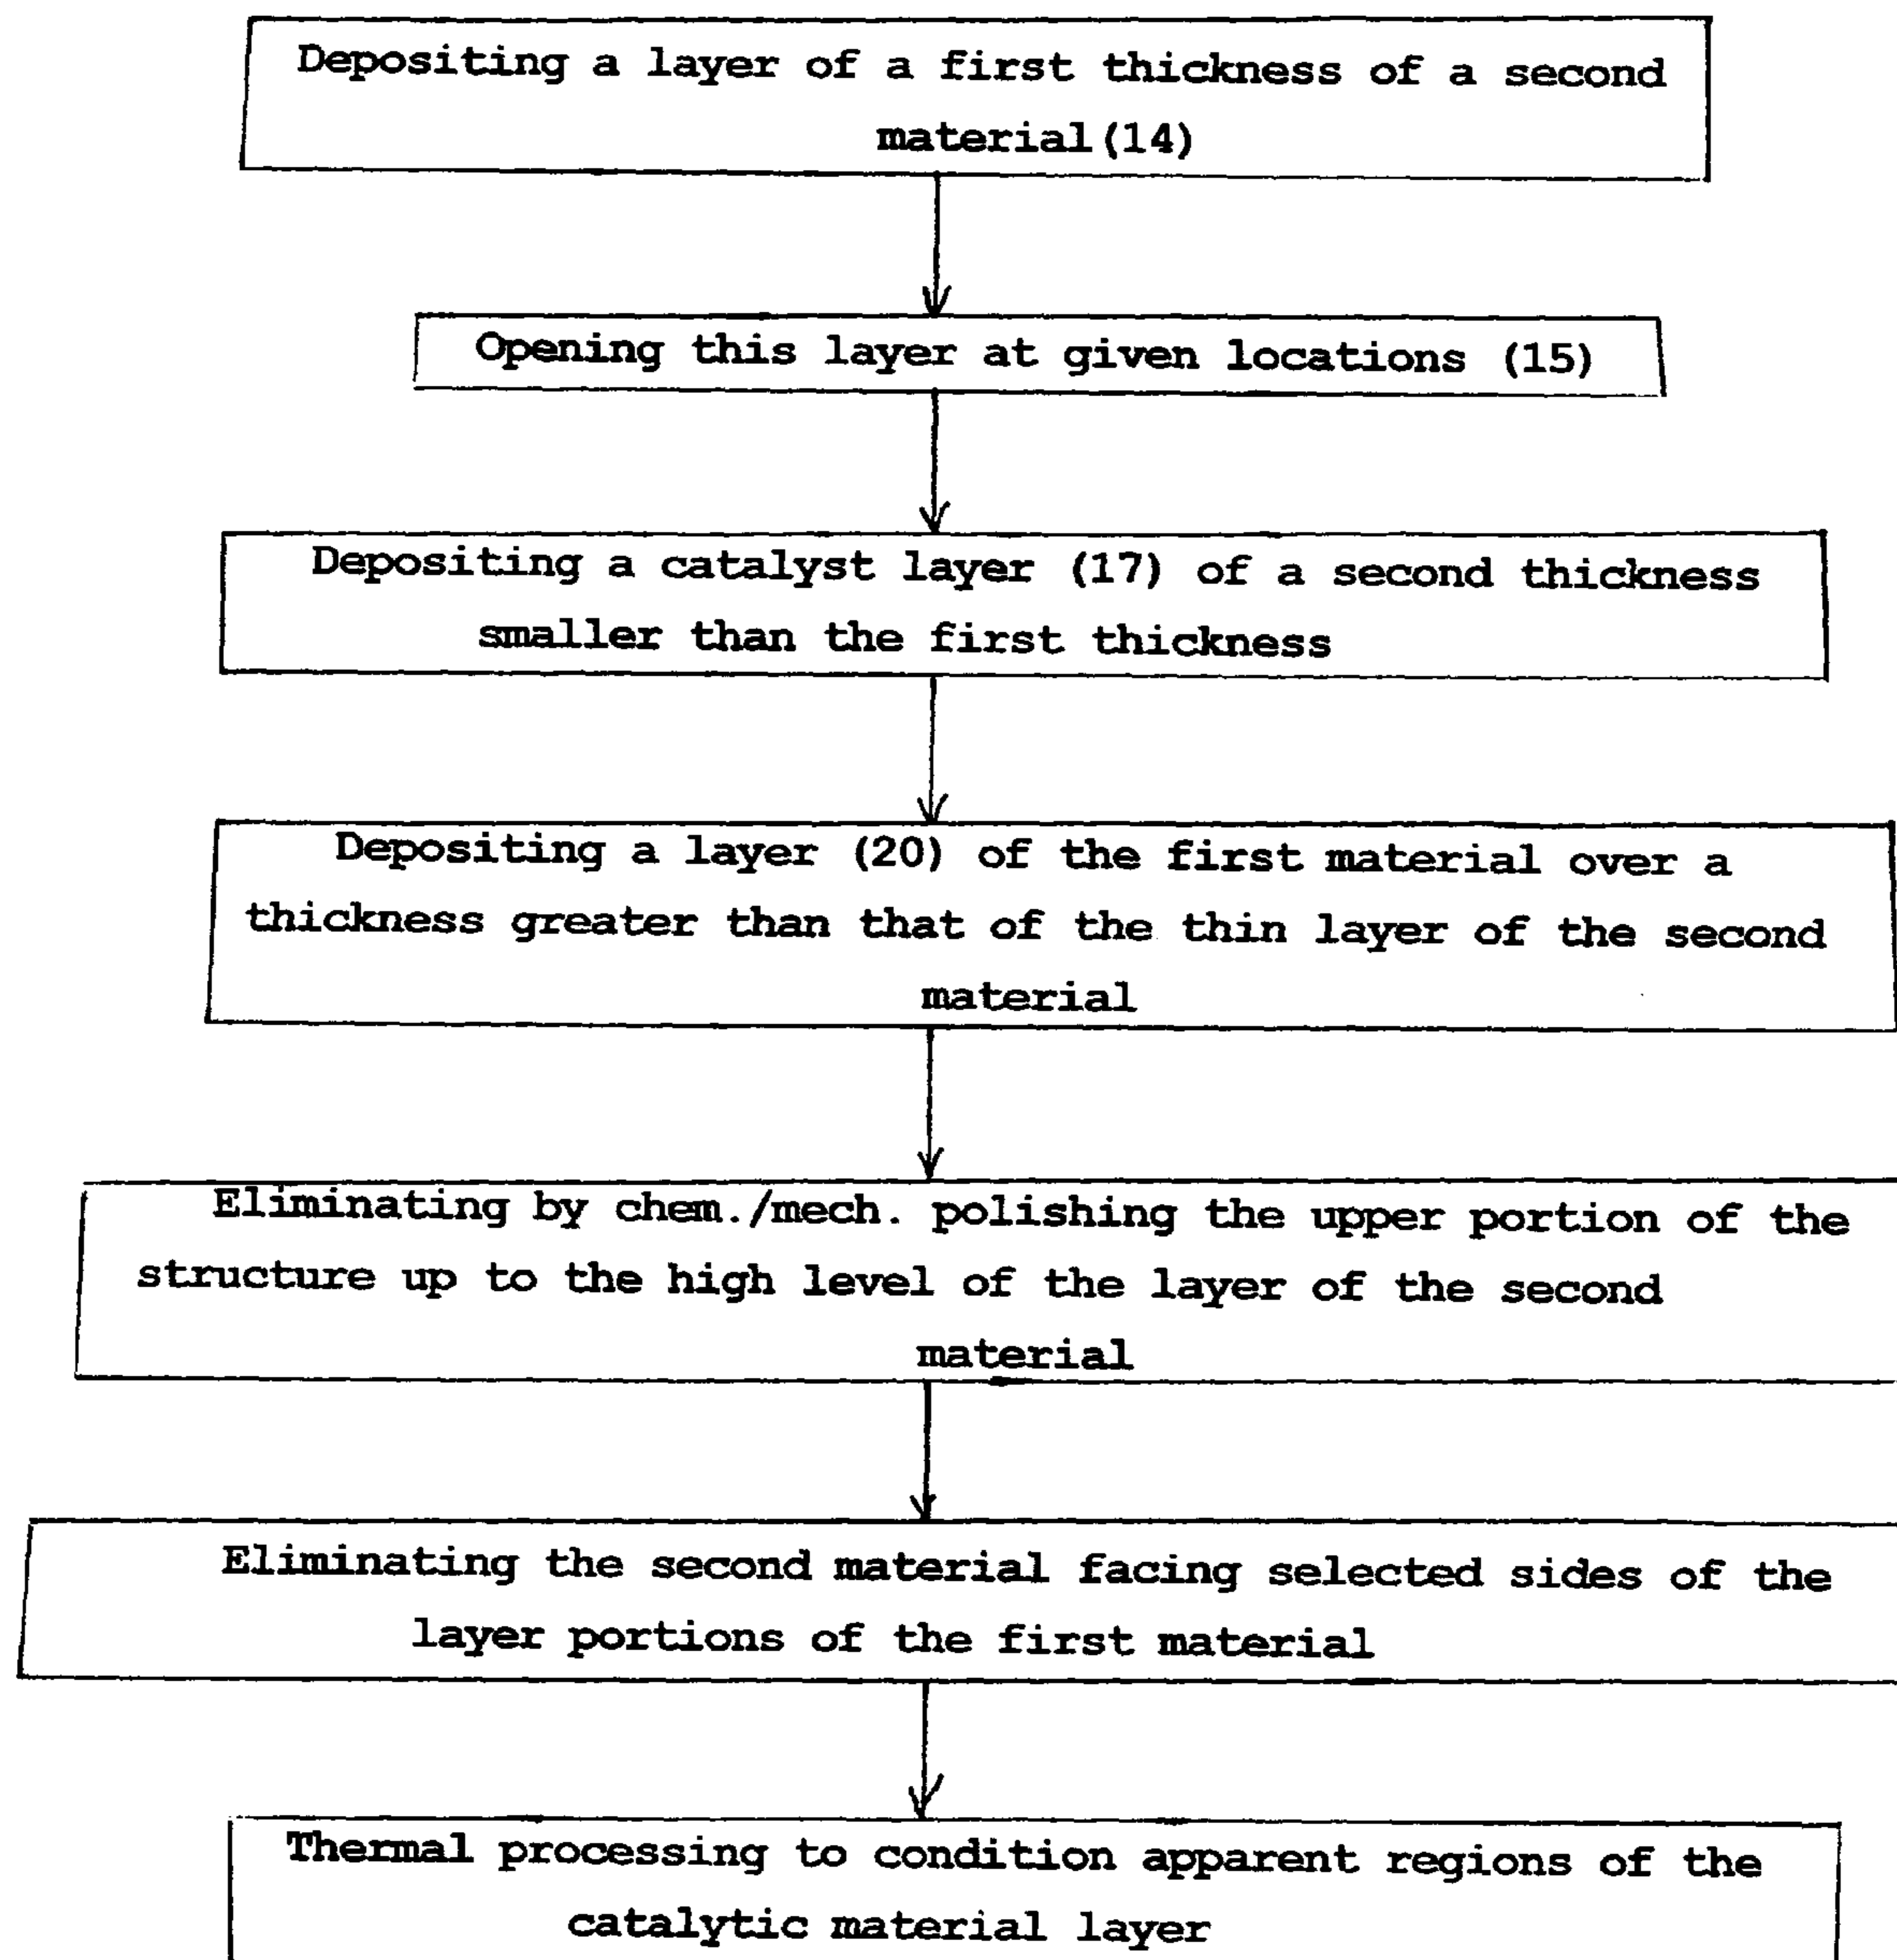 Depositing a layer of a first thickness of a second
material(14)
Opening this layer at given locations (15)
Depositing a catalyst layer (17) of a second thickness
smaller than the first thickness
Depositing a layer (20) of the first material over a
thickness greater than that of the thin layer of the second
material
Eliminating by chem./mech. polishing the upper portion of the
structure up to the high level of the layer of the second
material
Eliminating the second material facing selected sides of the
layer portions of the first material
Thermal processing to condition apparent regions of the
catalytic material layer